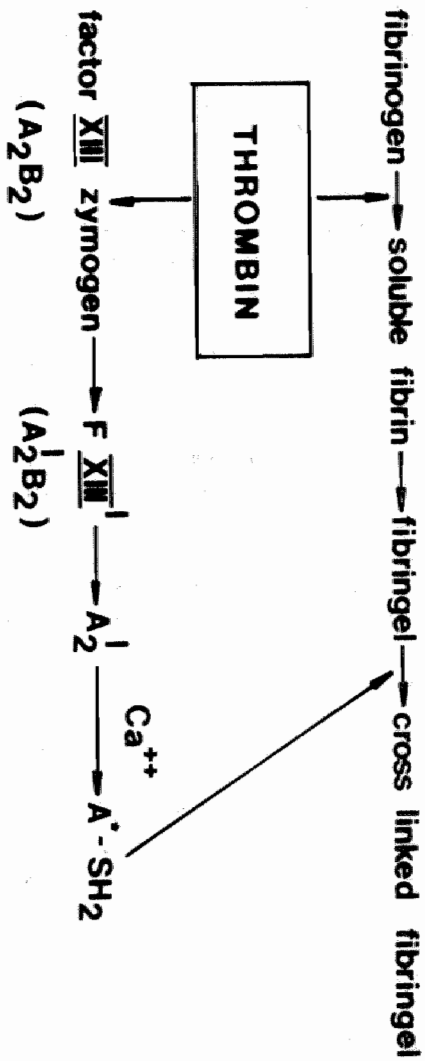 fibrinogen → soluble fibrin → fibringel → cross linked fibringel
THROMBIN
Ca++
factor XIII zymogen → F XIII' → A2' → A* - SH2
(A2B2) (A2'B2)